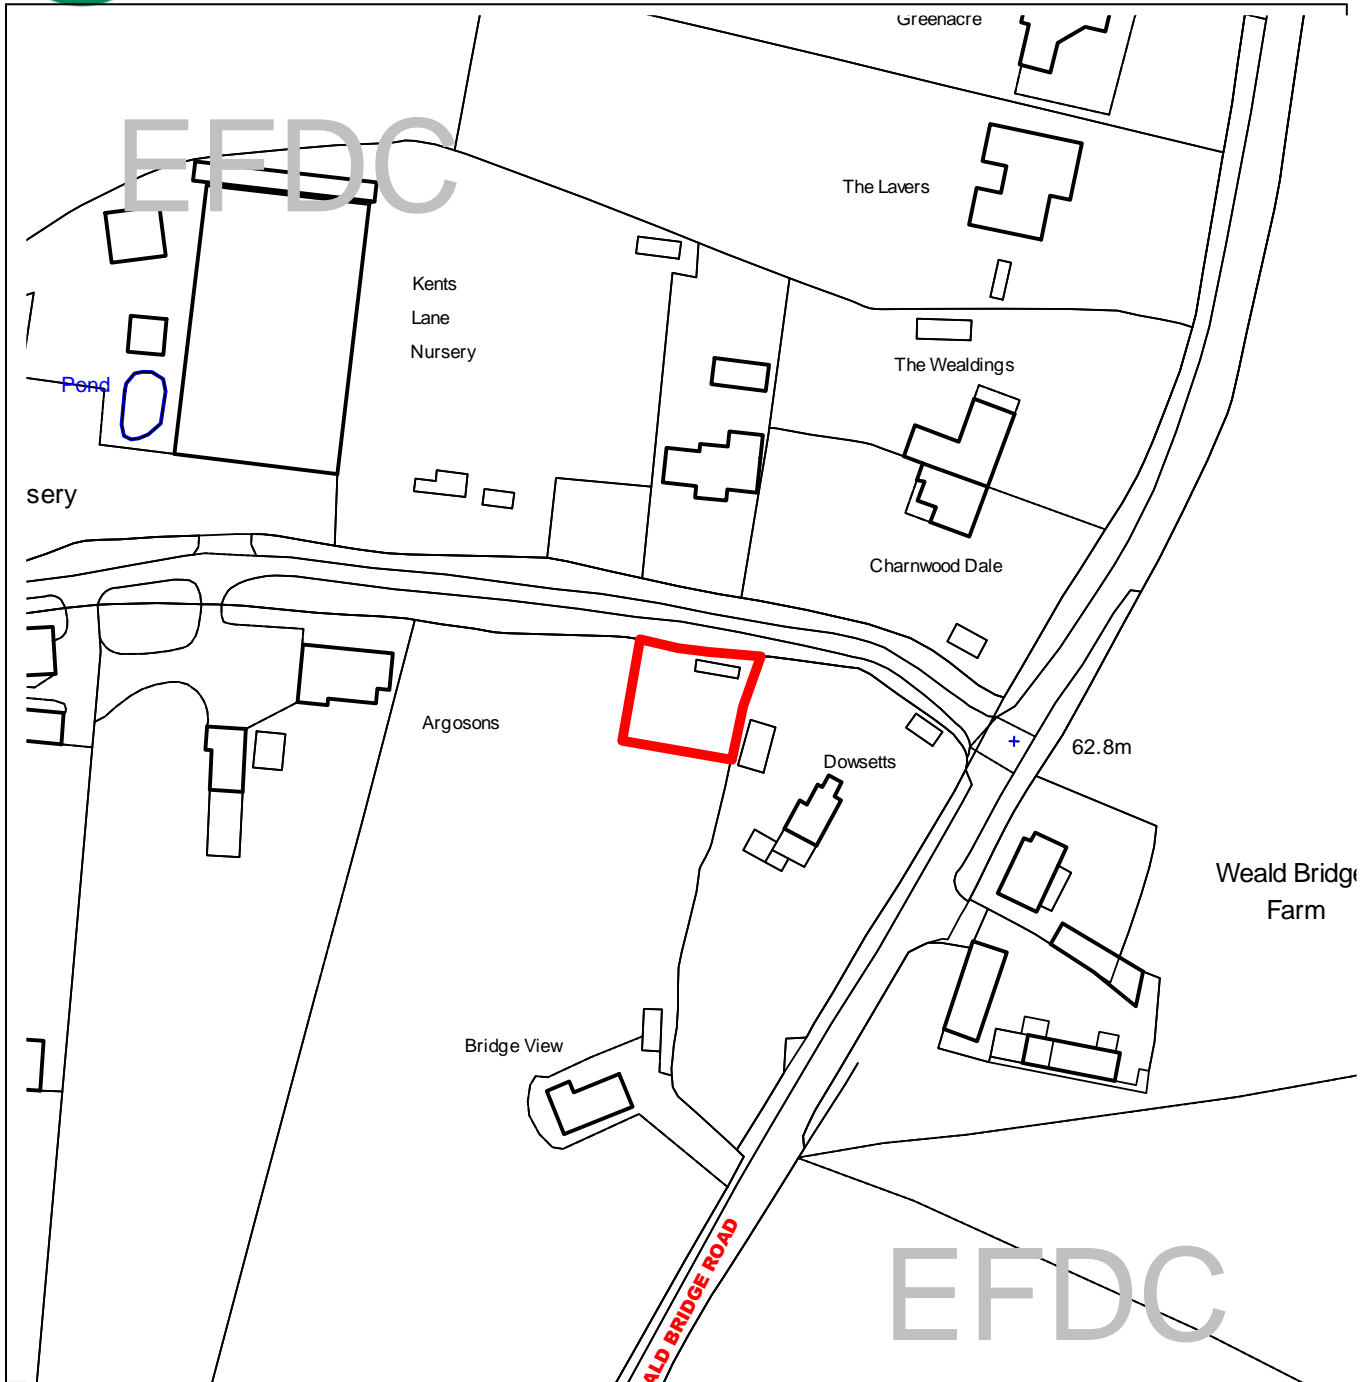 Greenacre
EFDC
The Lavers
Kents
Lane
Nursery
The Wealdings
Pond
sery
Charnwood Dale
Argosons
62.8m
Dowsetts
Weald Bridge
Farm
Bridge View
ALD BRIDGE ROAD
EFDC